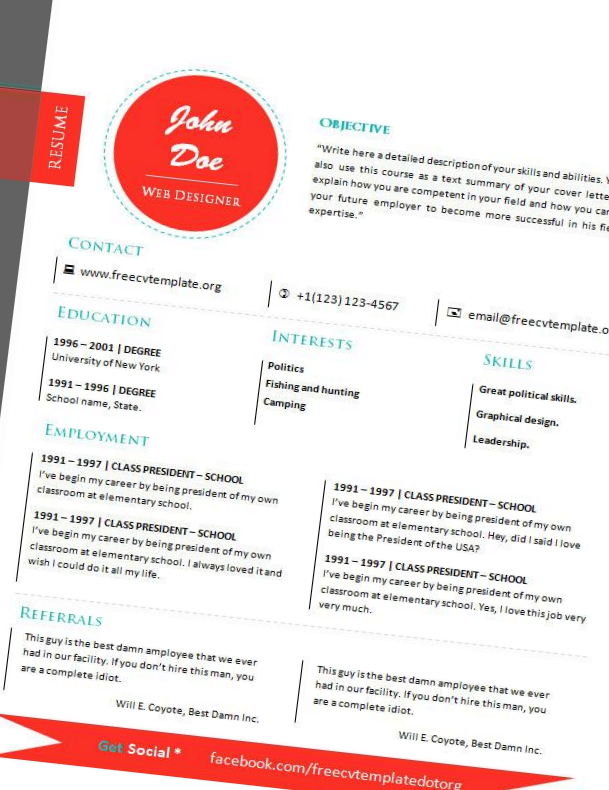 RESUME
John
Doe
WEB DESIGNER
OBJECTIVE
"Write here a detailed description of your skills and abilities.
also use this course as a text summary of your cover
explain how you are competent in your field and how you can
your future employer to become more successful in his
expertise."
CONTACT
www.freecvtemplate.org
+1(123) 123-4567
email@freecvtemplate.o
EDUCATION
1996 – 2001 | DEGREE
University of New York
1991 – 1996 | DEGREE
School name, State.
INTERESTS
Politics
Fishing and hunting
Camping
SKILLS
Great political skills.
Graphical design.
Leadership.
EMPLOYMENT
1991 – 1997 | CLASS PRESIDENT – SCHOOL
I've begin my career by being president of my own
classroom at elementary school.
1991 – 1997 | CLASS PRESIDENT – SCHOOL
I've begin my career by being president of my own
classroom at elementary school. I always loved it and
wish I could do it all my life.
1991 – 1997 | CLASS PRESIDENT – SCHOOL
I've begin my career by being president of my own
classroom at elementary school. Hey, did I said I love
being the President of the USA?
1991 – 1997 | CLASS PRESIDENT – SCHOOL
I've begin my career by being president of my own
classroom at elementary school. Yes, I love this job very
very much.
REFERRALS
This guy is the best damn amployee that we ever
had in our facility. If you don't hire this man, you
are a complete idiot.
Will E. Coyote, Best Damn Inc.
This guy is the best damn amployee that we ever
had in our facility. If you don't hire this man, you
are a complete idiot.
Will E. Coyote, Best Damn Inc.
Get Social *
facebook.com/freecvtemplatedotorg